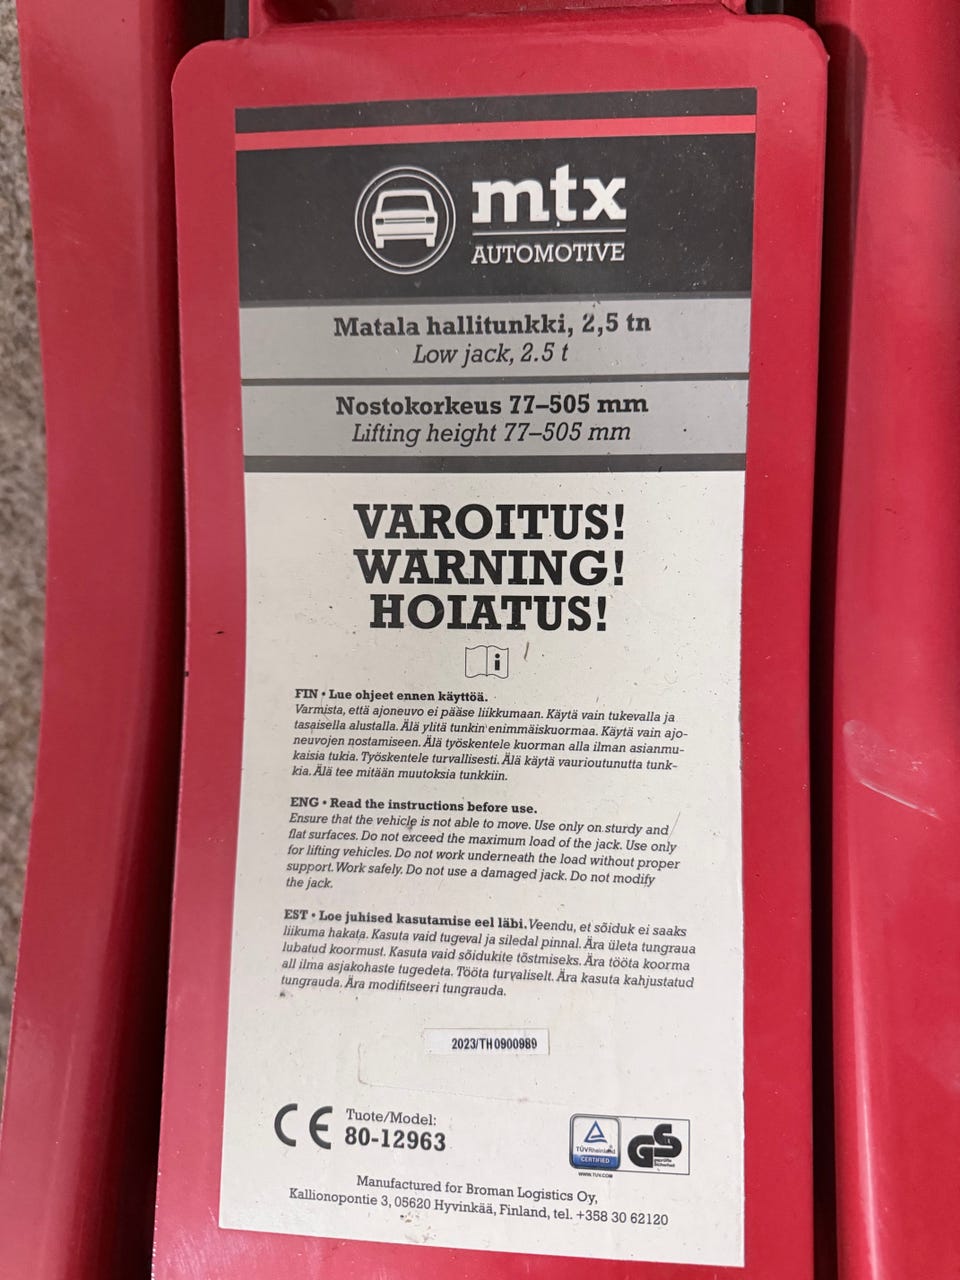 mtx
AUTOMOTIVE
Matala hallitunkki, 2,5 tn
Low jack, 2.5 t
Nostokorkeus 77–505 mm
Lifting height 77–505 mm
VAROITUS!
WARNING!
HOIATUS!
i
FIN • Lue ohjeet ennen käyttöä.
Varmista, että ajoneuvo ei pääse liikkumaan. Käytä vain tukevalla ja
tasaisella alustalla. Älä ylitä tunkin enimmäiskuormaa. Käytä vain ajo-
neuvojen nostamiseen. Älä työskentele kuorman alla ilman asianmu-
kaisia tukia. Työskentele turvallisesti. Älä käytä vaurioutunutta tunk-
kia. Älä tee mitään muutoksia tunkkiin.
ENG • Read the instructions before use.
Ensure that the vehicle is not able to move. Use only on sturdy and
flat surfaces. Do not exceed the maximum load of the jack. Use only
for lifting vehicles. Do not work underneath the load without proper
support. Work safely. Do not use a damaged jack. Do not modify
the jack.
EST • Loe juhised kasutamise eel läbi. Veendu, et sõiduk ei saaks
liikuma hakata. Kasuta vaid tugeval ja siledal pinnal. Ära ületa tungraua
lubatud koormust. Kasuta vaid sõidukite tõstmiseks. Ära tööta koorma
all ilma asjakohaste tugedeta. Tööta turvaliselt. Ära kasuta kahjustatud
tungrauda. Ära modifitseeri tungrauda.
2023/TH0900989
CE Tuote/Model:
80-12963
TÜVRheinland
CERTIFIED
WWW.TUV.COM
GS
geprüfte
Sicherheit
Manufactured for Broman Logistics Oy,
Kallionopontie 3, 05620 Hyvinkää, Finland, tel. +358 30 62120